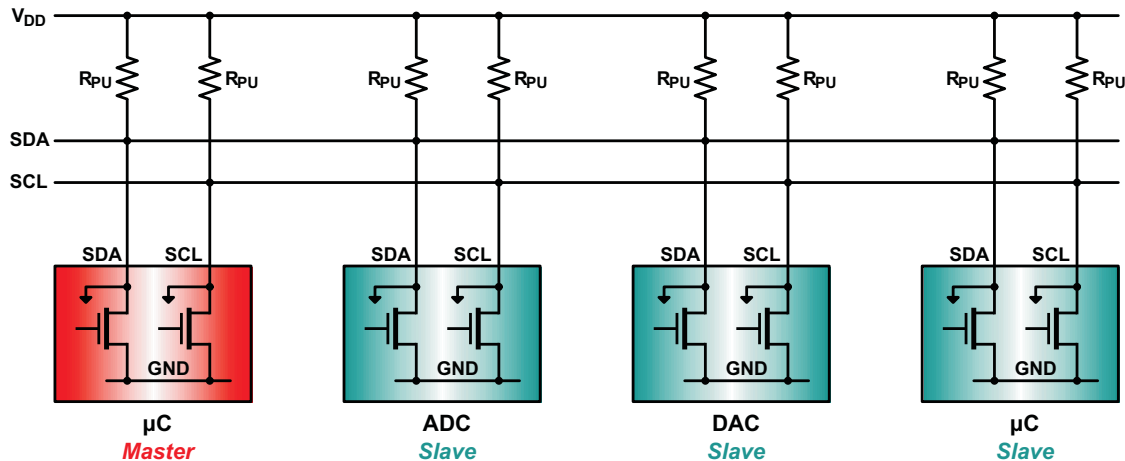 VDD
RPU RPU RPU RPU RPU RPU RPU RPU
SDA
SCL
SDA SCL SDA SCL SDA SCL SDA SCL
GND GND GND GND
µC ADC DAC µC
Master Slave Slave Slave